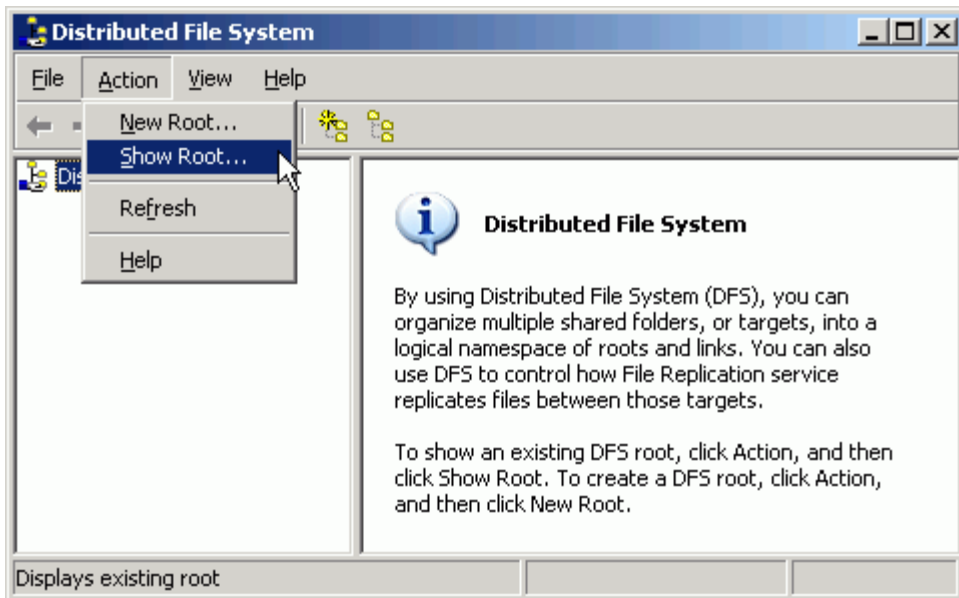 Distributed File System
File Action View Help
New Root...
Show Root...
Dis
Refresh
Help
Distributed File System
By using Distributed File System (DFS), you can
organize multiple shared folders, or targets, into a
logical namespace of roots and links. You can also
use DFS to control how File Replication service
replicates files between those targets.
To show an existing DFS root, click Action, and then
click Show Root. To create a DFS root, click Action,
and then click New Root.
Displays existing root